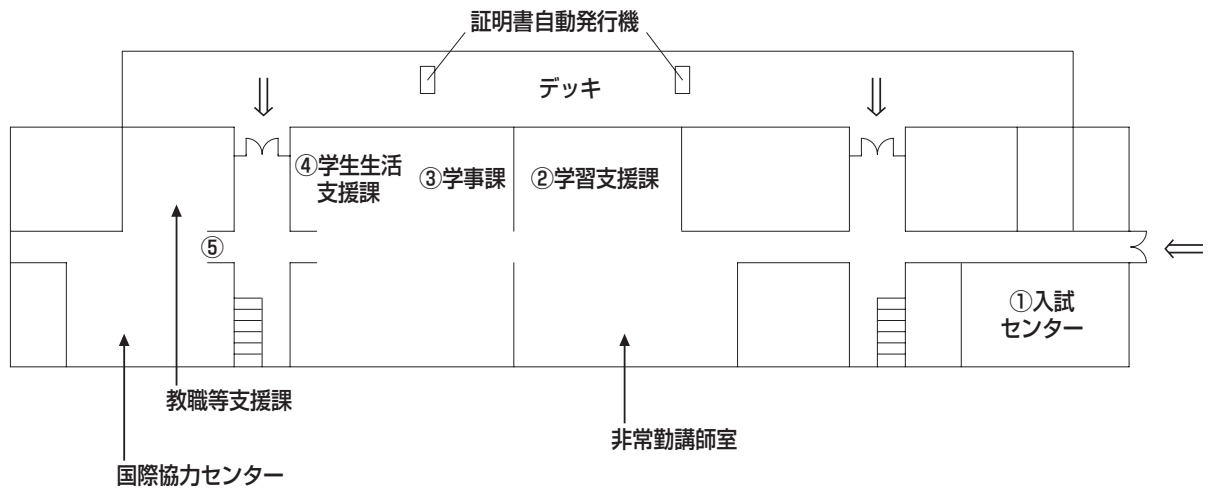 証明書自動発行機
デッキ
④学生生活
支援課
③学事課
②学習支援課
⑤
①入試
センター
教職等支援課
非常勤講師室
国際協力センター